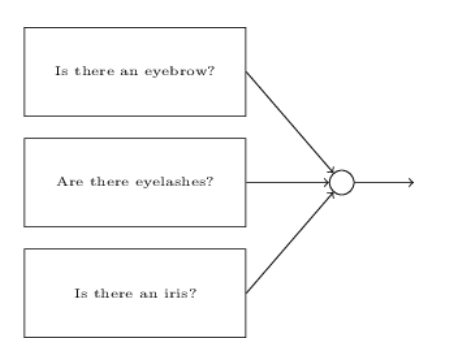 Is there an eyebrow?
Are there eyelashes?
Is there an iris?